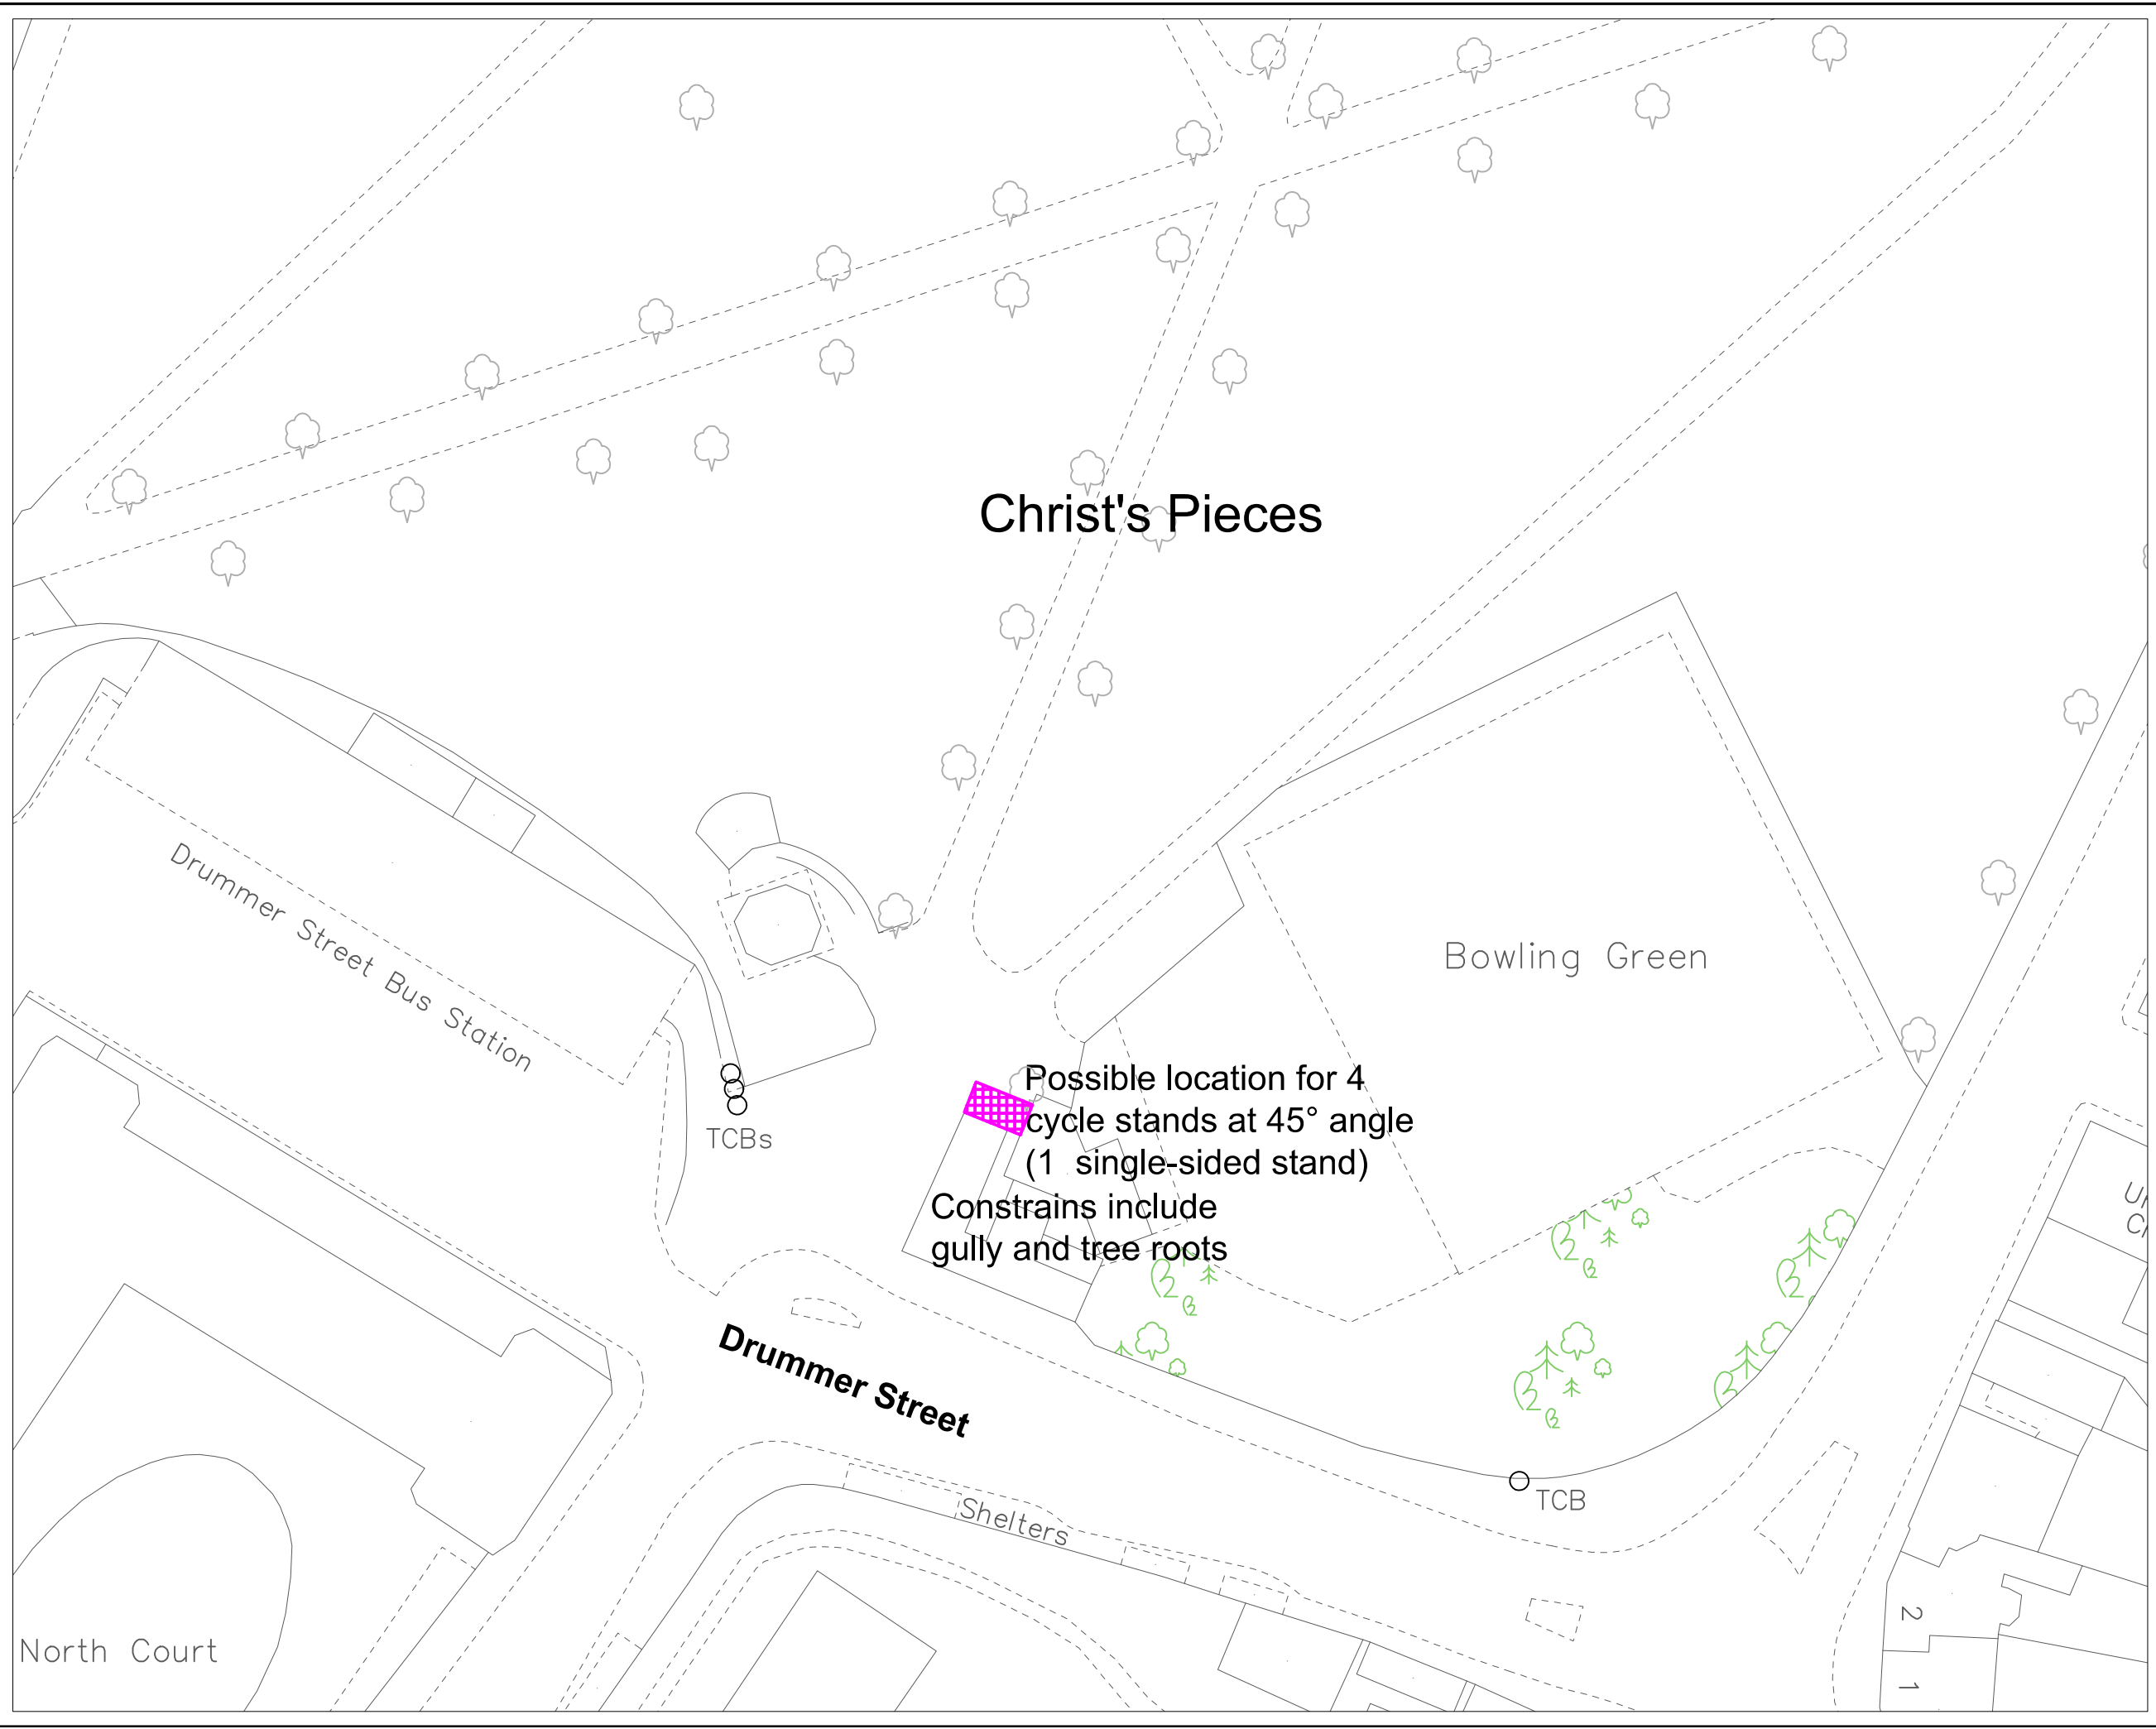 Christ's Pieces
Drummer Street Bus Station
Bowling Green
Possible location for 4
cycle stands at 45° angle
(1 single-sided stand)
TCBs
Constrains include
gully and tree roots
Drummer Street
Shelters
TCB
North Court
2
1